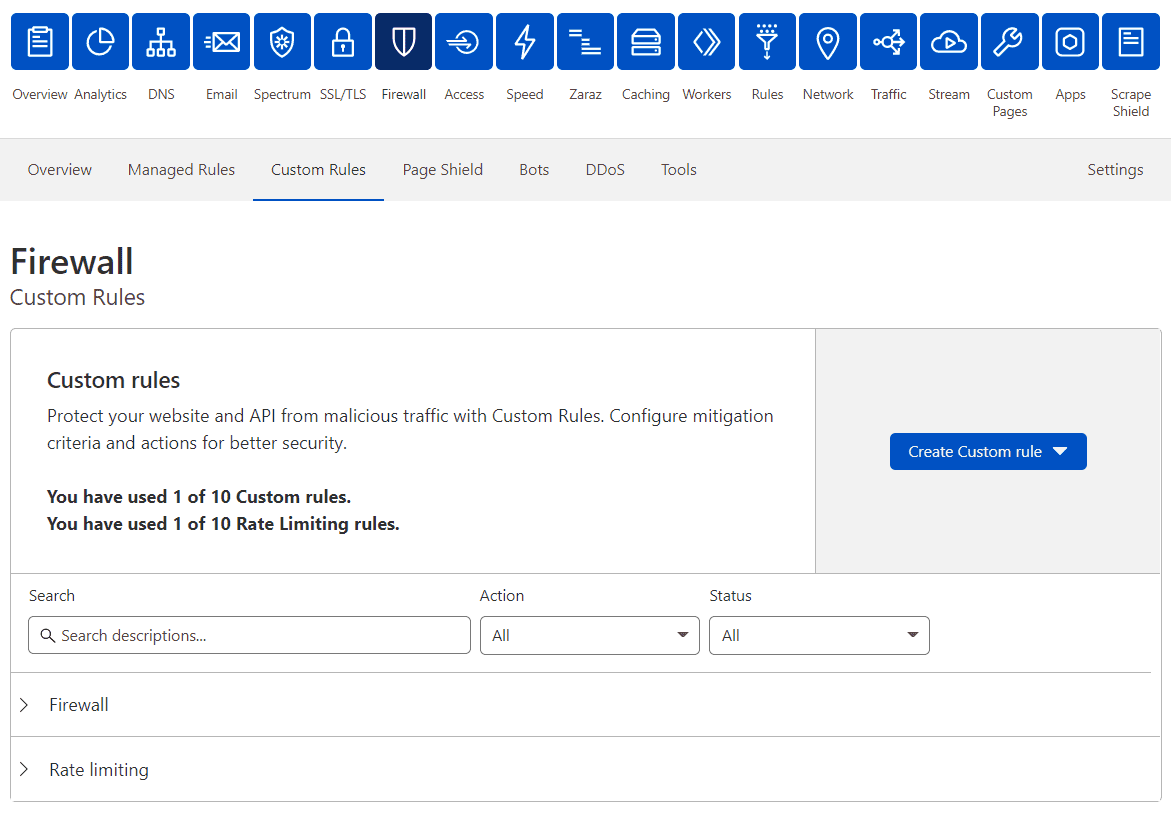 Overview Analytics DNS Email Spectrum SSL/TLS Firewall Access Speed Zaraz Caching Workers Rules Network Traffic Stream Custom Pages Apps Scrape Shield
Overview Managed Rules Custom Rules Page Shield Bots DDoS Tools Settings
Firewall
Custom Rules
Custom rules
Protect your website and API from malicious traffic with Custom Rules. Configure mitigation
criteria and actions for better security.
You have used 1 of 10 Custom rules.
You have used 1 of 10 Rate Limiting rules.
Create Custom rule
Search Action Status
Search descriptions... All All
Firewall
Rate limiting